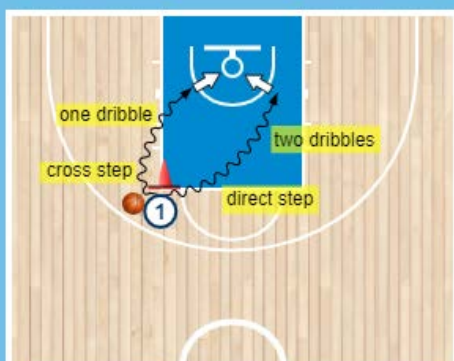 one dribble
two dribbles
cross step
direct step
1